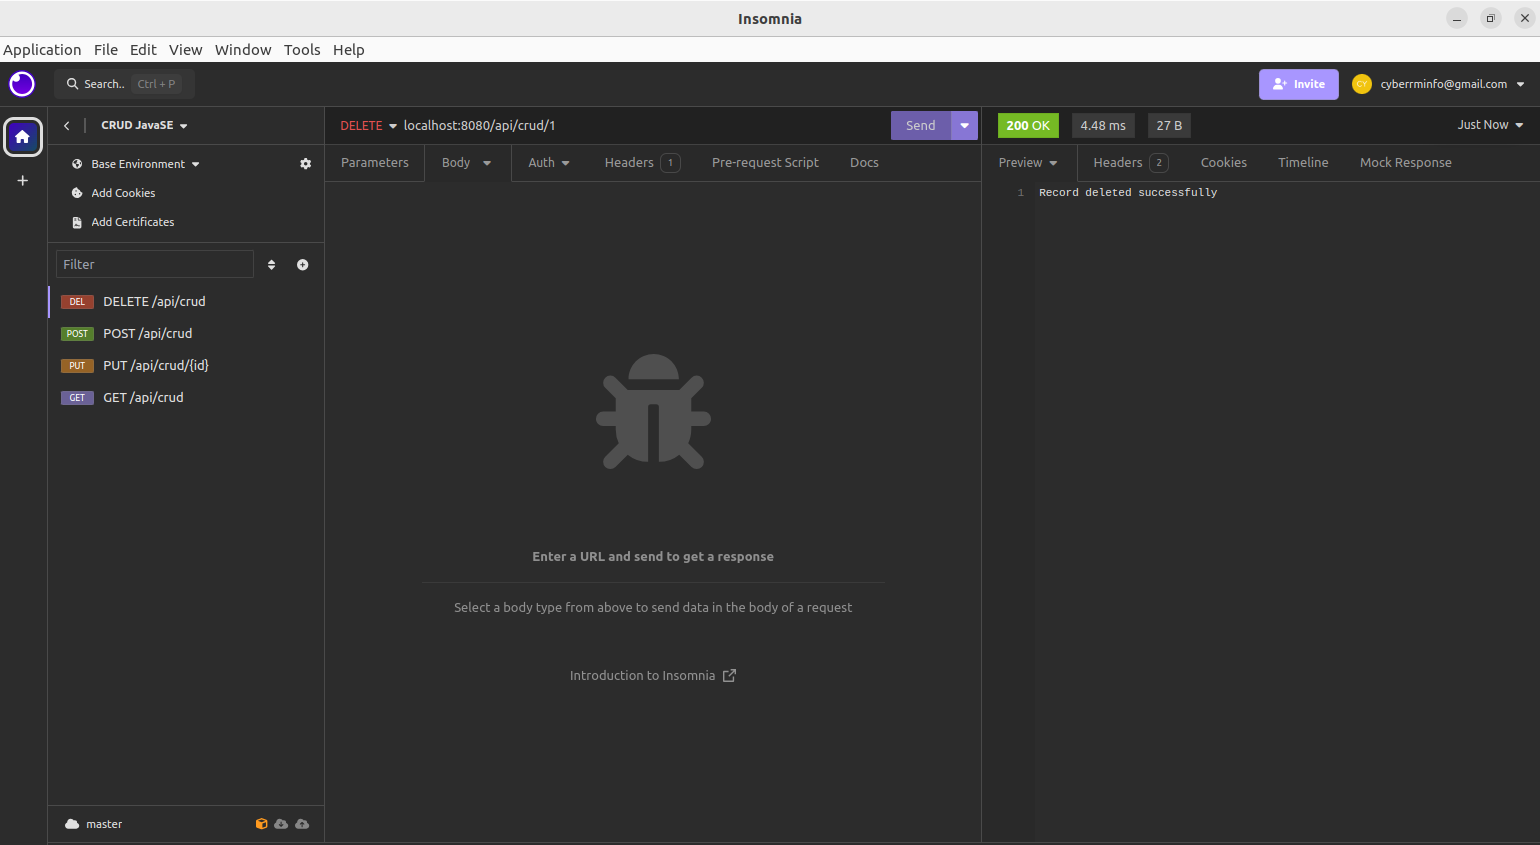 Insomnia
Application File Edit View Window Tools Help
Search.. Ctrl + P
Invite
CY cyberrminfo@gmail.com
CRUD JavaSE
DELETE localhost:8080/api/crud/1 Send
200 OK 4.48 ms 27 B Just Now
Base Environment
Add Cookies
Add Certificates
Parameters Body Auth Headers 1 Pre-request Script Docs
Preview Headers 2 Cookies Timeline Mock Response
1 Record deleted successfully
Filter
DEL DELETE /api/crud
POST POST /api/crud
PUT PUT /api/crud/{id}
GET GET /api/crud
Enter a URL and send to get a response
Select a body type from above to send data in the body of a request
Introduction to Insomnia
master